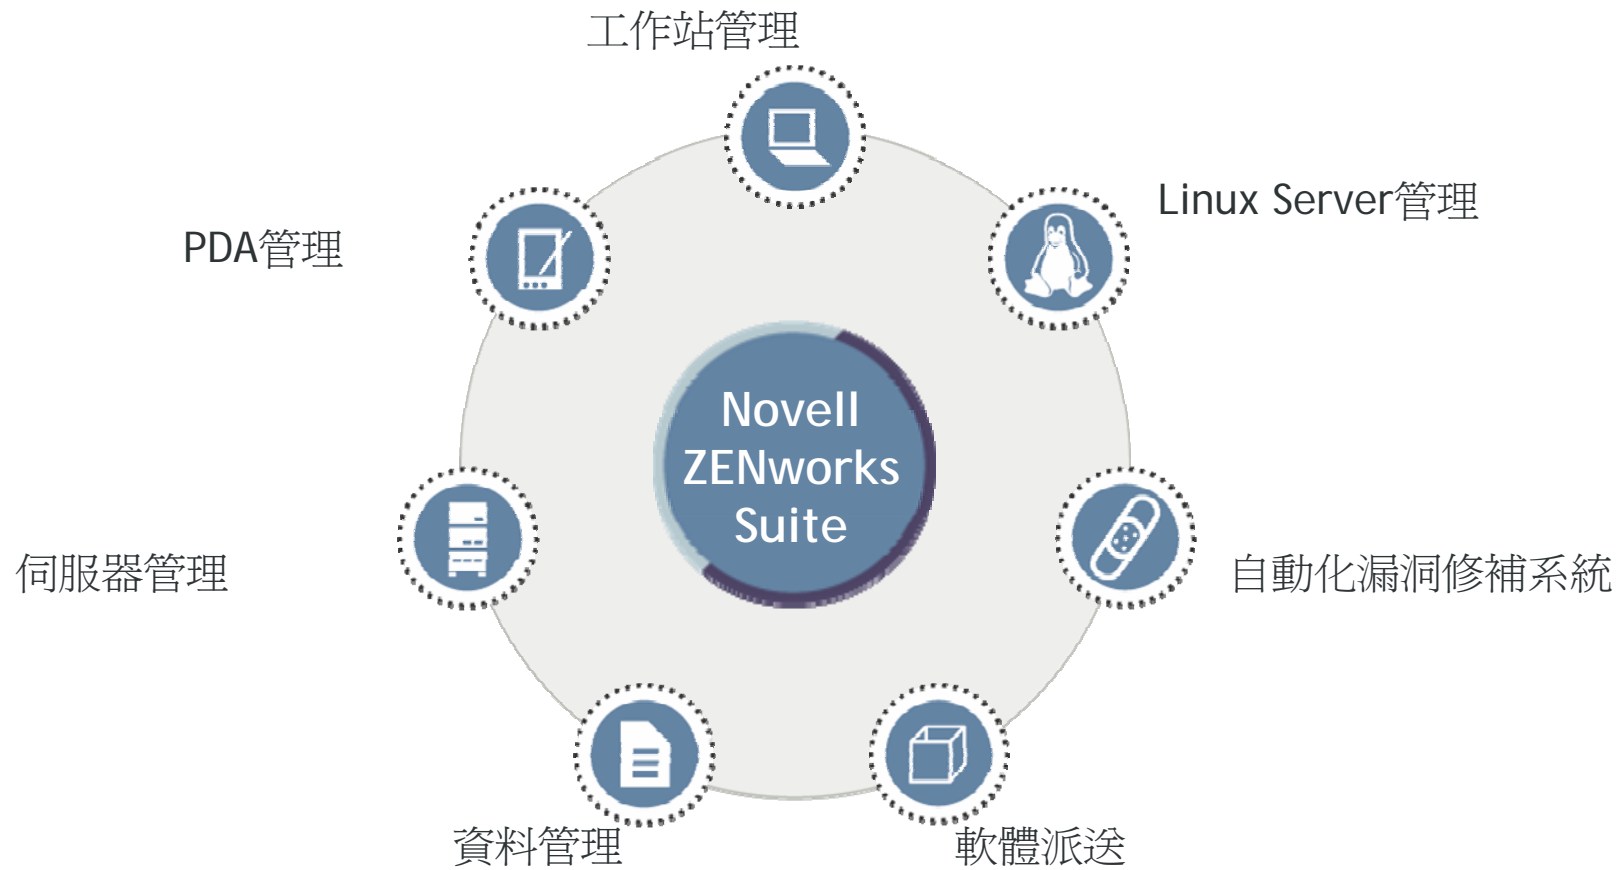 工作站管理
Linux Server管理
PDA管理
Novell
ZENworks
Suite
伺服器管理
自動化漏洞修補系統
資料管理
軟體派送